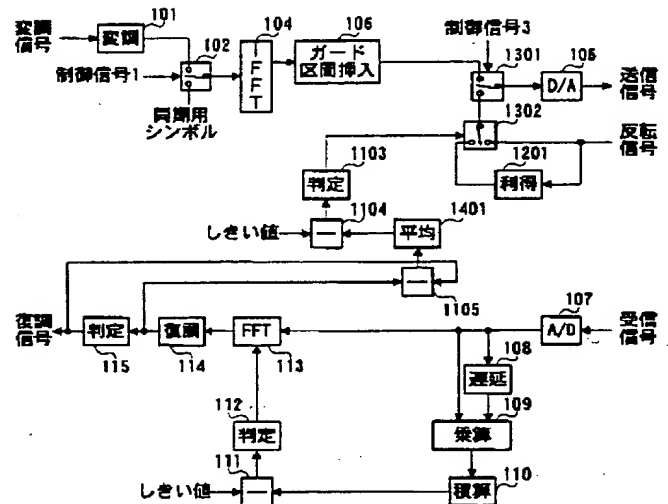 変調
信号
101
変調
102
制御信号1
同期用
シンボル
104
IFFT
106
ガード
区間挿入
制御信号3
1301
105
D/A
送信
信号
1302
反転
信号
1201
利得
1103
判定
1104
しきい値
1401
平均
1105
復調
信号
判定
115
復調
114
FFT
113
107
A/D
受信
信号
108
遅延
109
乗算
110
積算
112
判定
111
しきい値